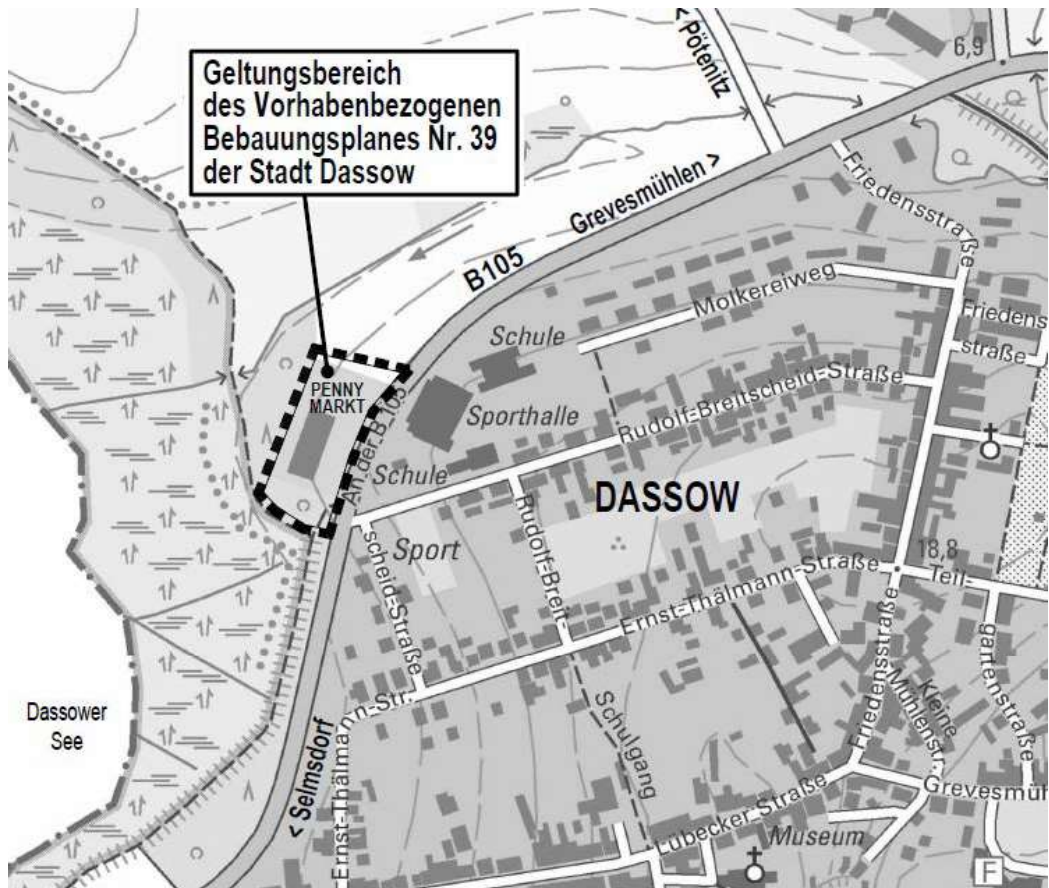 Geltungsbereich
des Vorhabenbezogenen
Bebauungsplanes Nr. 39
der Stadt Dassow
< Pötenitz
6,9
Grevesmühlen >
B105
Friedensstraße
Molkereiweg
Friedens
straße
Schule
PENNY
MARKT
An der B 105
Sporthalle
Rudolf-Breitscheid-Straße
Schule
DASSOW
Rudolf-Breit-
scheid-Straße
Sport
18,8
Ernst-Thälmann-Straße
Teil-
gartenstraße
Friedensstraße
Kleine
Mühlenstr.
Dassower
See
< Selmsdorf
Ernst-Thälmann-Str.
Schulgang
Grevesmüh
Lübecker Straße
Museum
F